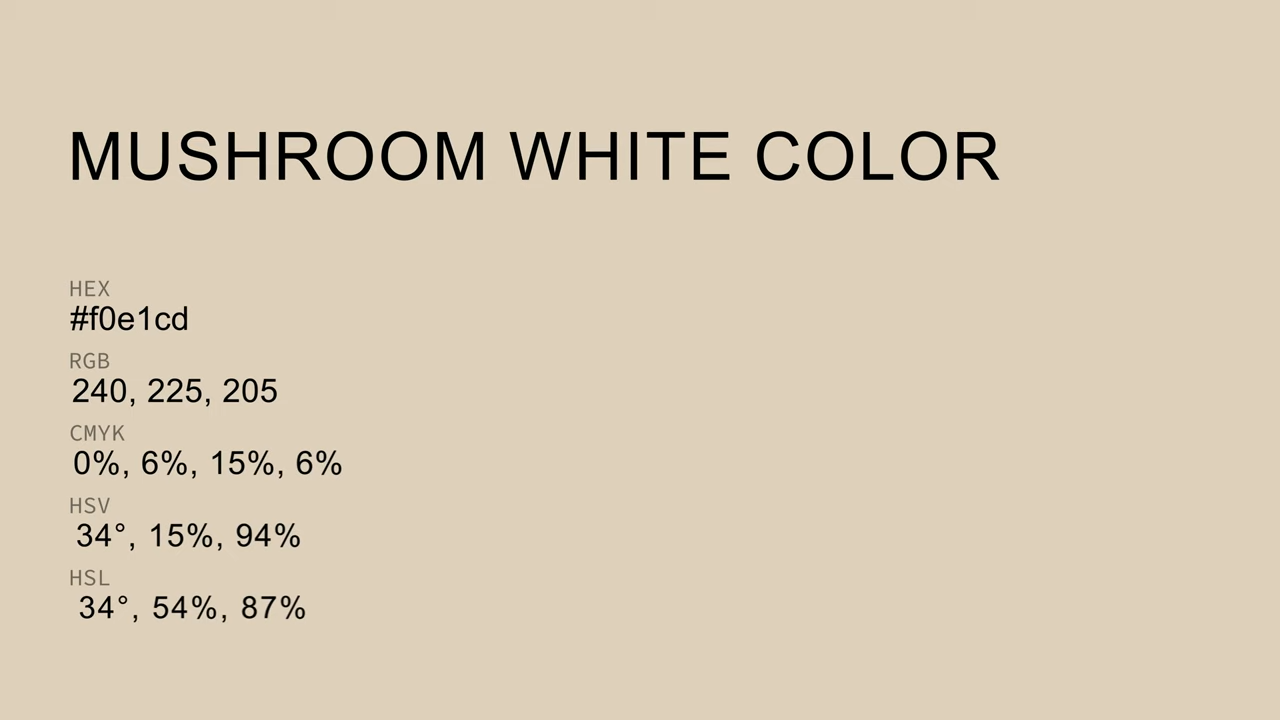 MUSHROOM WHITE COLOR
HEX
#f0e1cd
RGB
240, 225, 205
CMYK
0%, 6%, 15%, 6%
HSV
34°, 15%, 94%
HSL
34°, 54%, 87%